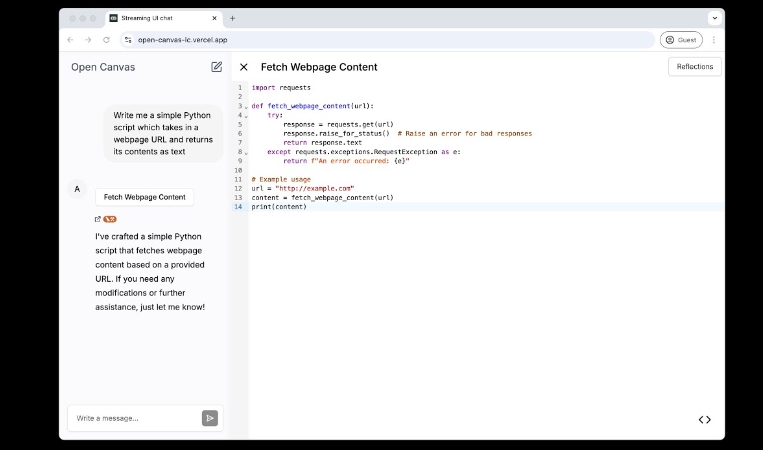 Streaming UI chat
open-canvas-lc.vercel.app
Guest
Open Canvas
Write me a simple Python
script which takes in a
webpage URL and returns
its contents as text
A
Fetch Webpage Content
I've crafted a simple Python
script that fetches webpage
content based on a provided
URL. If you need any
modifications or further
assistance, just let me know!
Write a message...
Fetch Webpage Content
Reflections
1 import requests
2
3 def fetch_webpage_content(url):
4     try:
5         response = requests.get(url)
6         response.raise_for_status()  # Raise an error for bad responses
7         return response.text
8     except requests.exceptions.RequestException as e:
9         return f"An error occurred: {e}"
10
11 # Example usage
12 url = "http://example.com"
13 content = fetch_webpage_content(url)
14 print(content)